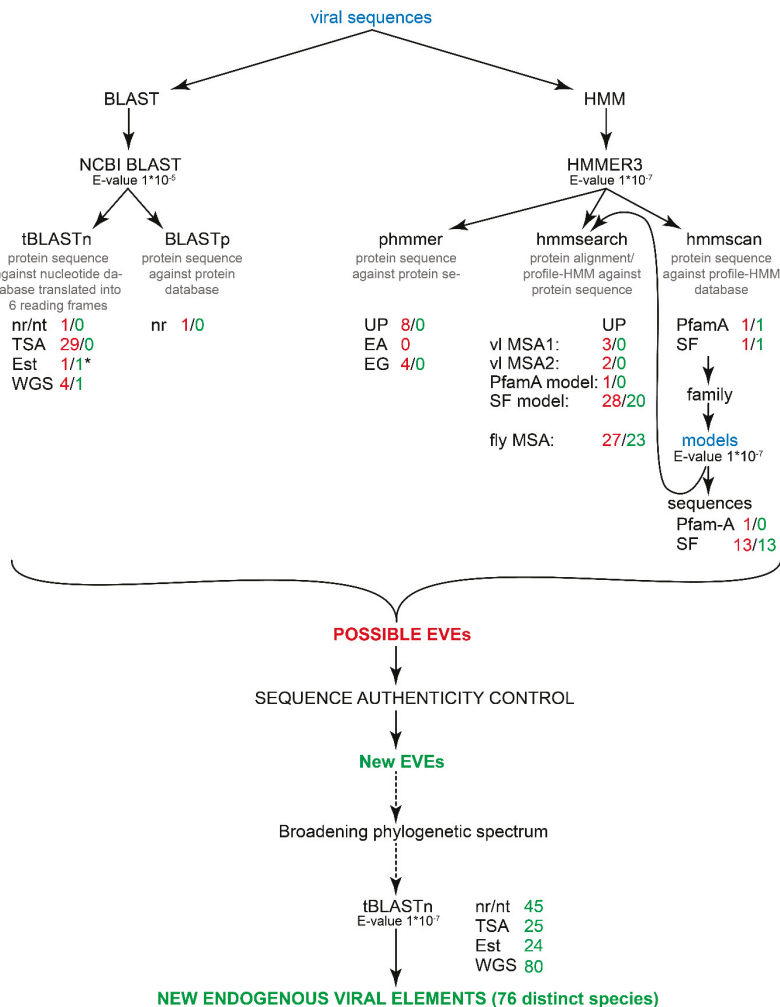 viral sequences
BLAST
HMM
NCBI BLAST
E-value 1*10-5
HMMER3
E-value 1*10-7
tBLASTn
protein sequence
against nucleotide da-
abase translated into
6 reading frames
nr/nt 1/0
TSA 29/0
Est 1/1*
WGS 4/1
BLASTp
protein sequence
against protein
database
nr 1/0
phmmer
protein sequence
against protein se-
UP 8/0
EA 0
EG 4/0
hmmsearch
protein alignment/
profile-HMM against
protein sequence
UP
vl MSA1: 3/0
vl MSA2: 2/0
PfamA model: 1/0
SF model: 28/20
fly MSA: 27/23
hmmscan
protein sequence
against profile-HMM
database
PfamA 1/1
SF 1/1
family
models
E-value 1*10-7
sequences
Pfam-A 1/0
SF 13/13
POSSIBLE EVEs
SEQUENCE AUTHENTICITY CONTROL
New EVEs
Broadening phylogenetic spectrum
tBLASTn
E-value 1*10-7
nr/nt 45
TSA 25
Est 24
WGS 80
NEW ENDOGENOUS VIRAL ELEMENTS (76 distinct species)